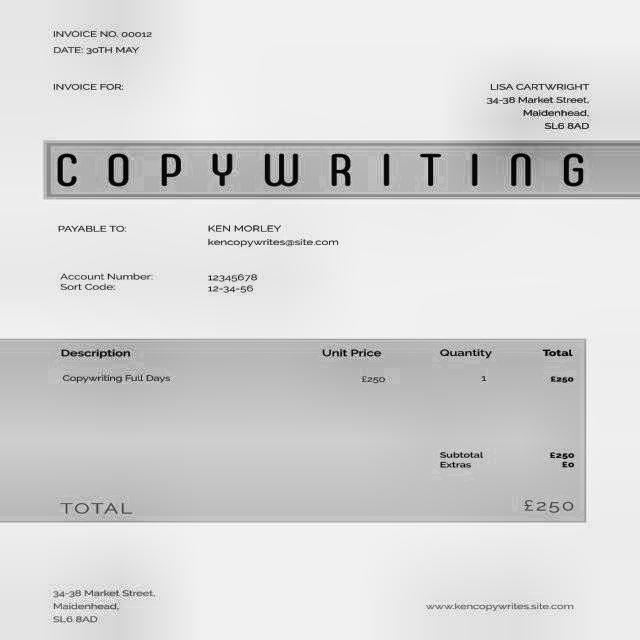 INVOICE NO. 00012
DATE: 30TH MAY
INVOICE FOR:
LISA CARTWRIGHT
34-38 Market Street,
Maidenhead,
SL6 8AD
COPYWRITING
PAYABLE TO: KEN MORLEY
kencopywrites@site.com
Account Number: 12345678
Sort Code: 12-34-56
Description Unit Price Quantity Total
Copywriting Full Days £250 1 £250
Subtotal £250
Extras £0
TOTAL £250
34-38 Market Street,
Maidenhead,
SL6 8AD
www.kencopywrites.site.com